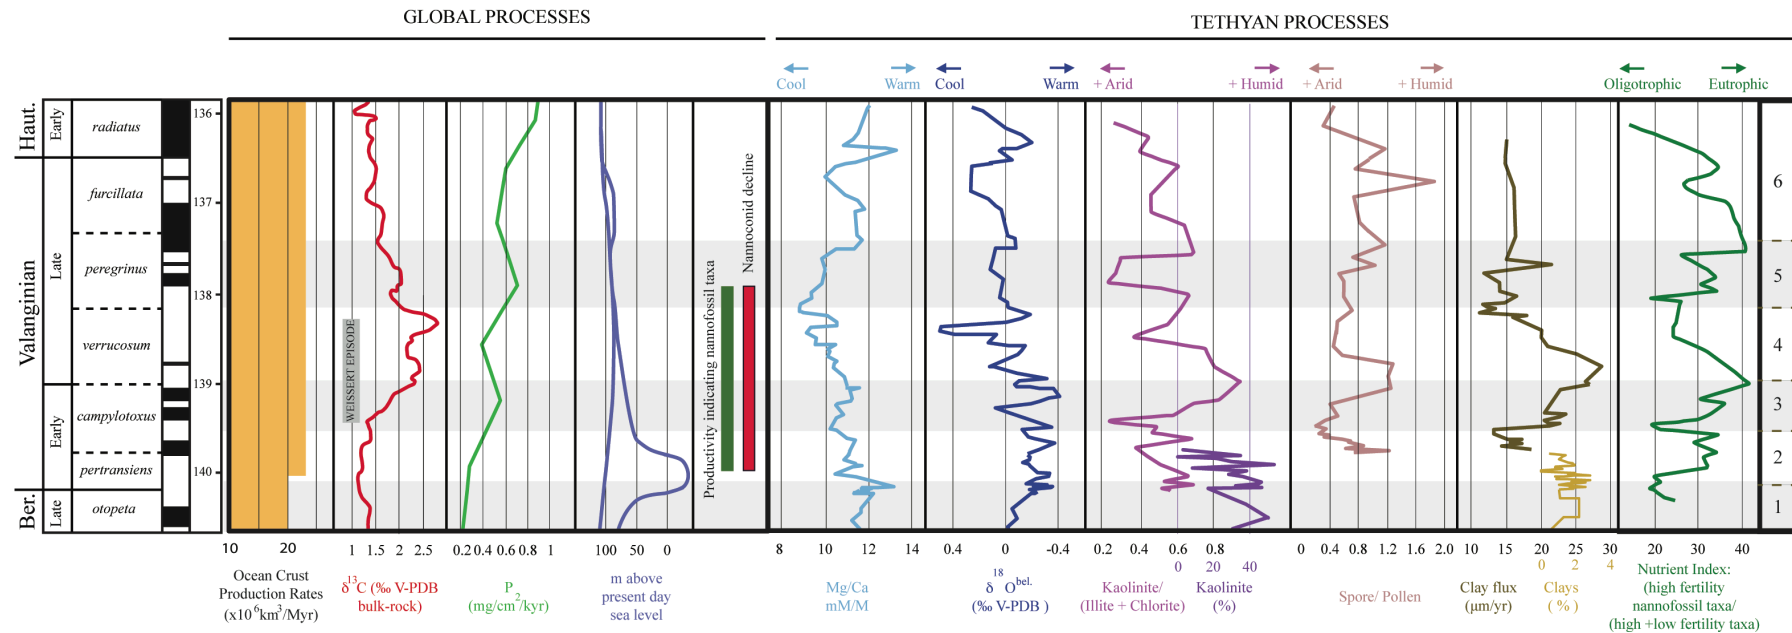 GLOBAL PROCESSES
TETHYAN PROCESSES
Cool Warm
Cool Warm
+ Arid + Humid
+ Arid + Humid
Oligotrophic Eutrophic
Haut.
Valanginian
Ber.
Early
Late
Early
Late
radiatus
furcillata
peregrinus
verrucosum
campylotoxus
pertransiens
otopeta
136
137
138
139
140
WEISSERT EPISODE
Productivity indicating nannofossil taxa
Nannoconid decline
6
5
4
3
2
1
10 20
1 1.5 2 2.5
0.2 0.4 0.6 0.8 1
100 50 0
8 10 12 14
0.4 0 -0.4
0.2 0.4 0.6 0.8
0 20 40
0 0.4 0.8 1.2 1.6 2.0
10 15 20 25 30
0 2 4
20 30 40
Ocean Crust
Production Rates
(x10⁶km³/Myr)
δ¹³C (‰ V-PDB
bulk-rock)
P₂
(mg/cm²/kyr)
m above
present day
sea level
Mg/Ca
mM/M
δ¹⁸Oᵇᵉˡ·
(‰ V-PDB )
Kaolinite/
(Illite + Chlorite)
Kaolinite
(%)
Spore/ Pollen
Clay flux
(µm/yr)
Clays
( % )
Nutrient Index:
(high fertility
nannofossil taxa/
(high +low fertility taxa)